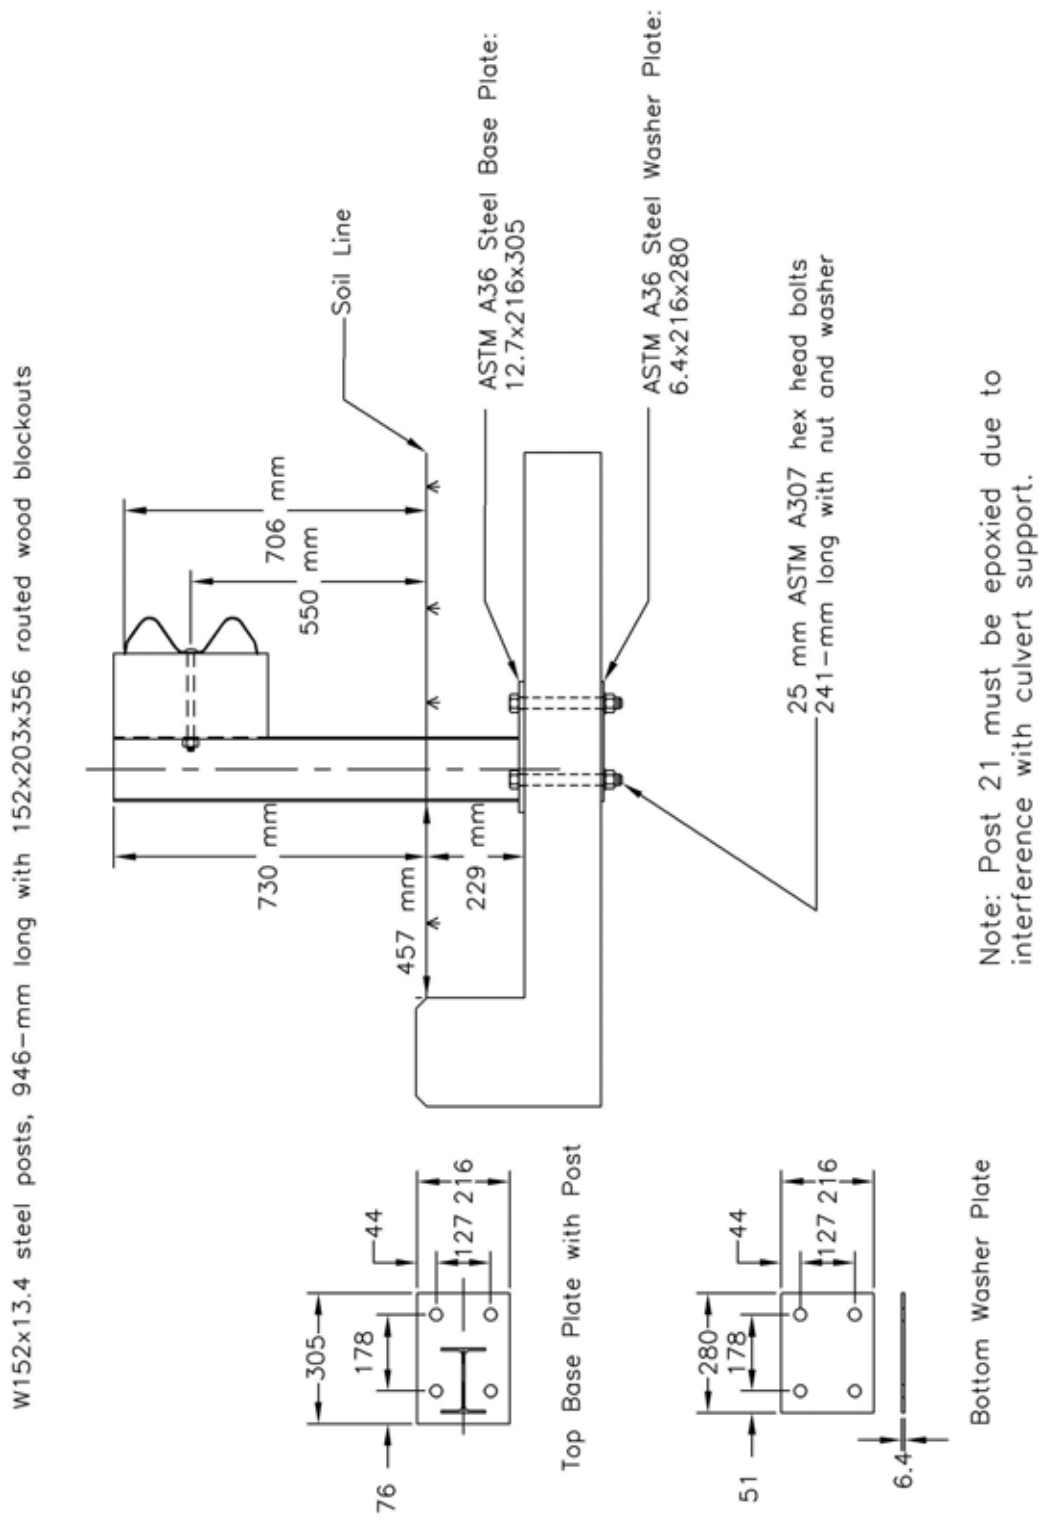 W152x13.4 steel posts, 946-mm long with 152x203x356 routed wood blockouts
730 mm
706 mm
550 mm
Soil Line
457 mm
229 mm
ASTM A36 Steel Base Plate:
12.7x216x305
ASTM A36 Steel Washer Plate:
6.4x216x280
25 mm ASTM A307 hex head bolts
241-mm long with nut and washer
76
305
178
44
127
216
Top Base Plate with Post
51
280
178
44
127
216
6.4
Bottom Washer Plate
Note: Post 21 must be epoxied due to
interference with culvert support.